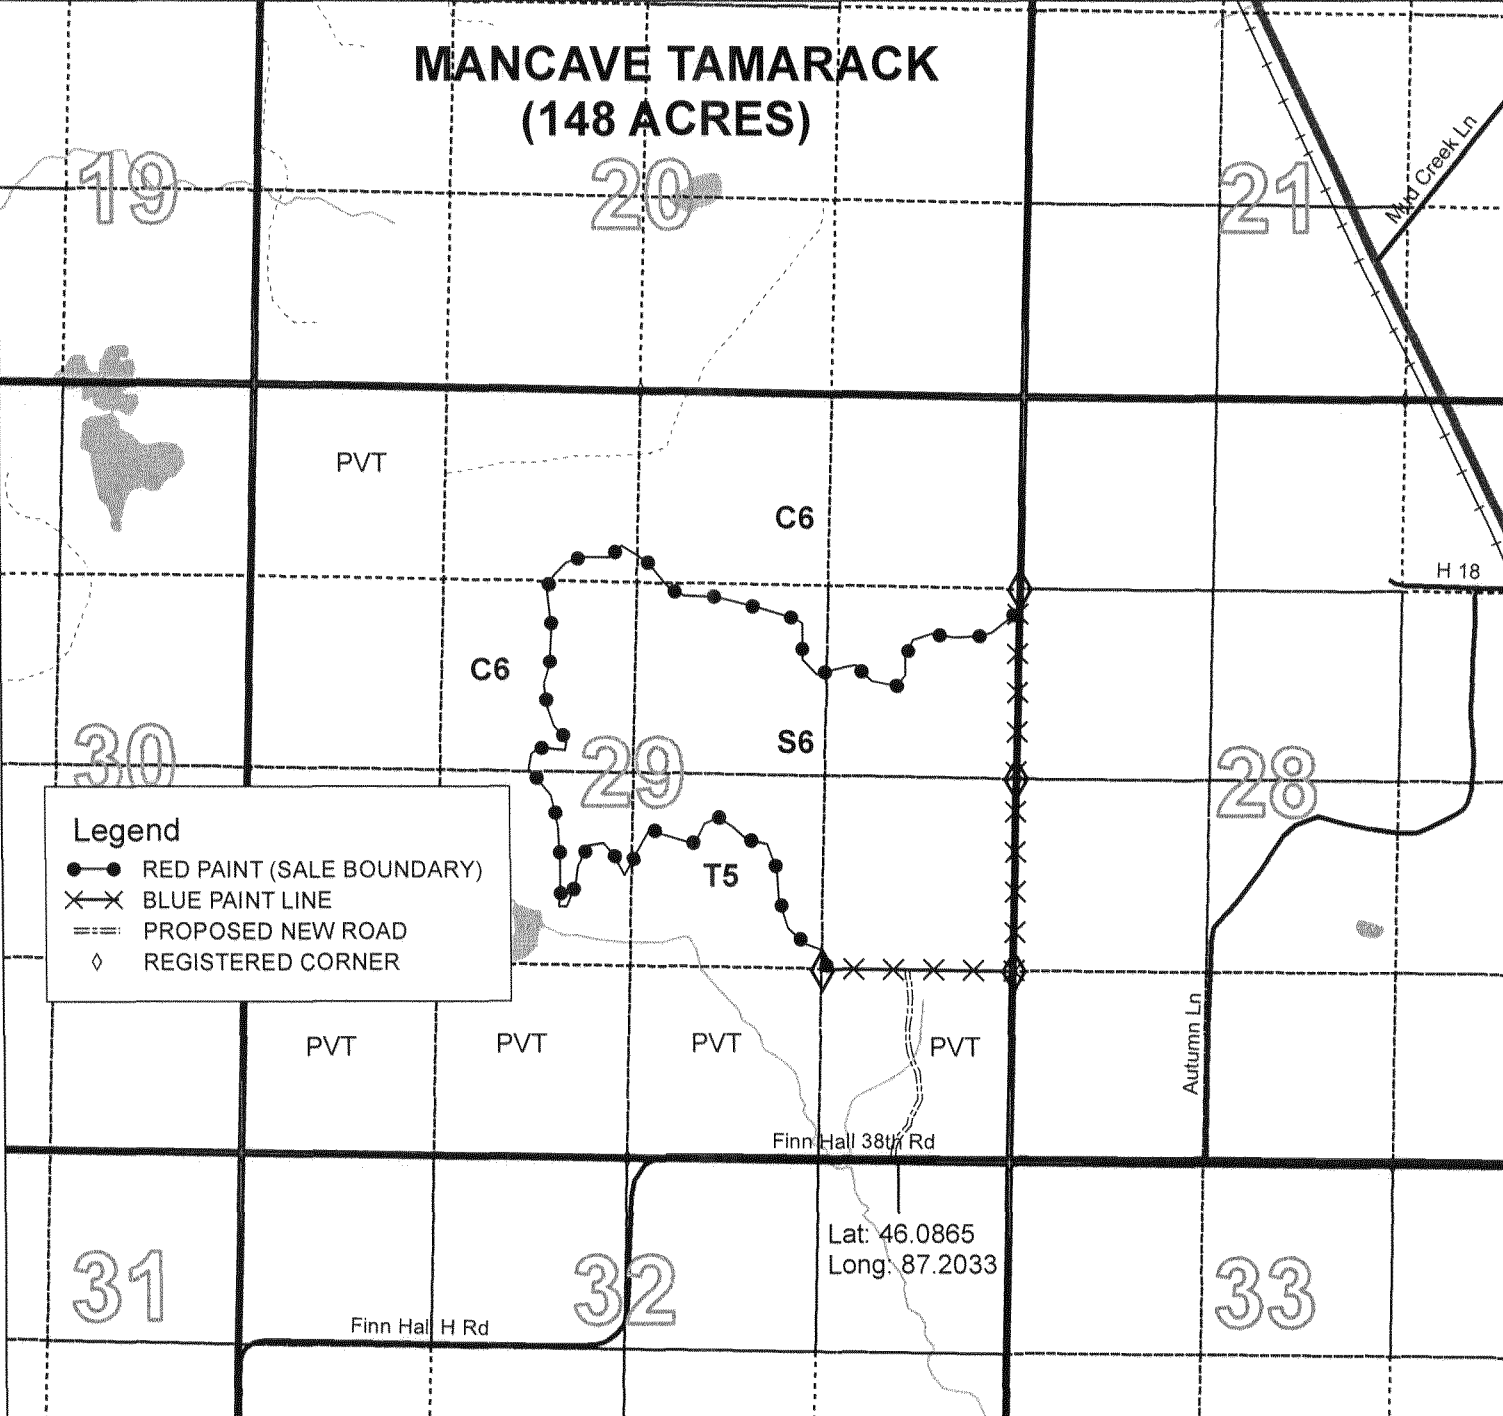 MANCAVE TAMARACK
(148 ACRES)
19
20
21
Mud Creek Ln
PVT
C6
H 18
C6
S6
30
29
28
Legend
RED PAINT (SALE BOUNDARY)
BLUE PAINT LINE
PROPOSED NEW ROAD
REGISTERED CORNER
T5
PVT
PVT
PVT
PVT
Autumn Ln
Finn Hall 38th Rd
Lat: 46.0865
Long: 87.2033
31
32
33
Finn Hall H Rd